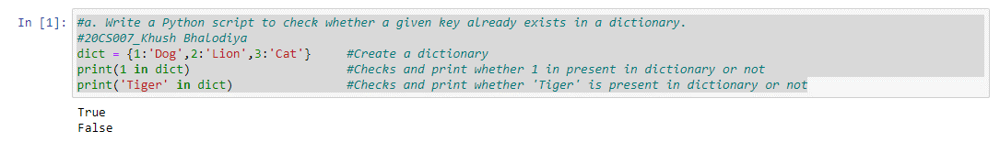 In [1]: #a. Write a Python script to check whether a given key already exists in a dictionary.
#20CS007_Khush Bhalodiya
dict = {1:'Dog',2:'Lion',3:'Cat'}     #Create a dictionary
print(1 in dict)                      #Checks and print whether 1 in present in dictionary or not
print('Tiger' in dict)                #Checks and print whether 'Tiger' is present in dictionary or not
True
False